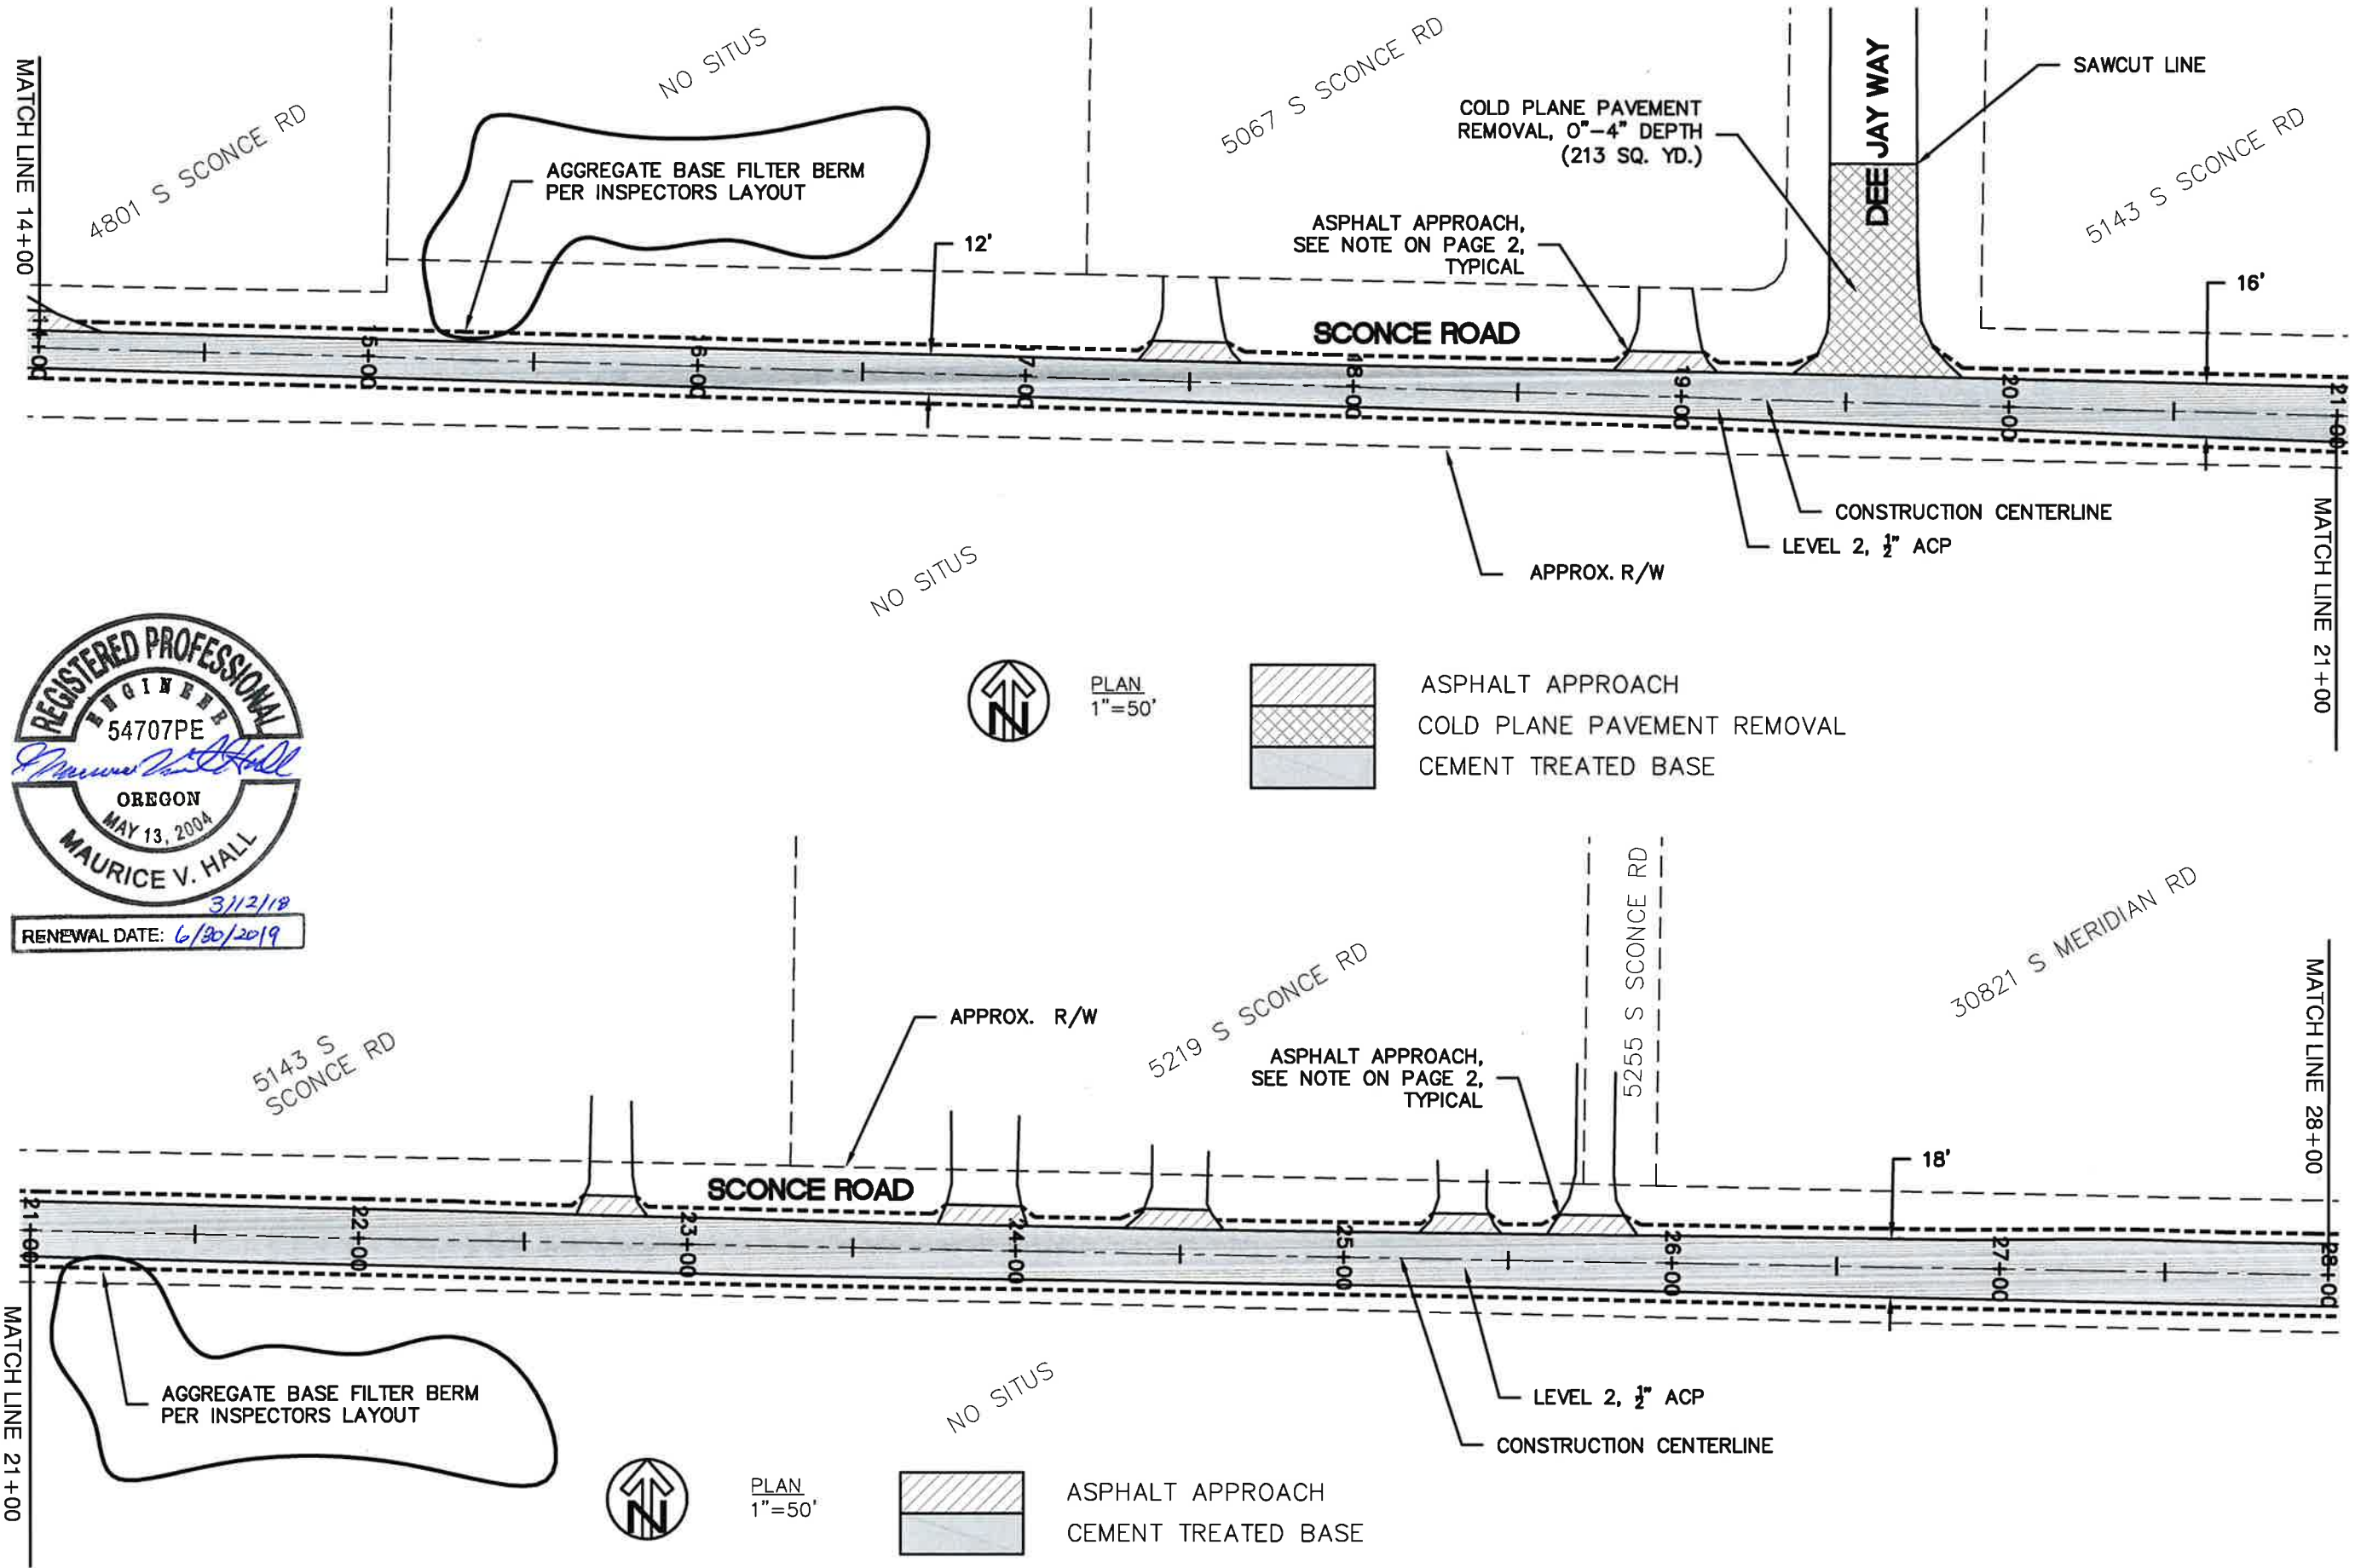 MATCH LINE 14+00
4801 S SCONCE RD
NO SITUS
5067 S SCONCE RD
COLD PLANE PAVEMENT
REMOVAL, 0"-4" DEPTH
(213 SQ. YD.)
DEE JAY WAY
SAWCUT LINE
5143 S SCONCE RD
AGGREGATE BASE FILTER BERM
PER INSPECTORS LAYOUT
12'
ASPHALT APPROACH,
SEE NOTE ON PAGE 2,
TYPICAL
16'
SCONCE ROAD
14+00
15+00
16+00
17+00
18+00
19+00
20+00
21+00
CONSTRUCTION CENTERLINE
LEVEL 2, ½" ACP
APPROX. R/W
NO SITUS
MATCH LINE 21+00
REGISTERED PROFESSIONAL
ENGINEER
54707PE
OREGON
MAY 13, 2004
MAURICE V. HALL
3/12/18
RENEWAL DATE: 6/30/2019
N
PLAN
1"=50'
ASPHALT APPROACH
COLD PLANE PAVEMENT REMOVAL
CEMENT TREATED BASE
5143 S
SCONCE RD
APPROX. R/W
5219 S SCONCE RD
ASPHALT APPROACH,
SEE NOTE ON PAGE 2,
TYPICAL
5255 S SCONCE RD
30821 S MERIDIAN RD
MATCH LINE 28+00
18'
SCONCE ROAD
21+00
22+00
23+00
24+00
25+00
26+00
27+00
28+00
MATCH LINE 21+00
AGGREGATE BASE FILTER BERM
PER INSPECTORS LAYOUT
NO SITUS
LEVEL 2, ½" ACP
CONSTRUCTION CENTERLINE
N
PLAN
1"=50'
ASPHALT APPROACH
CEMENT TREATED BASE